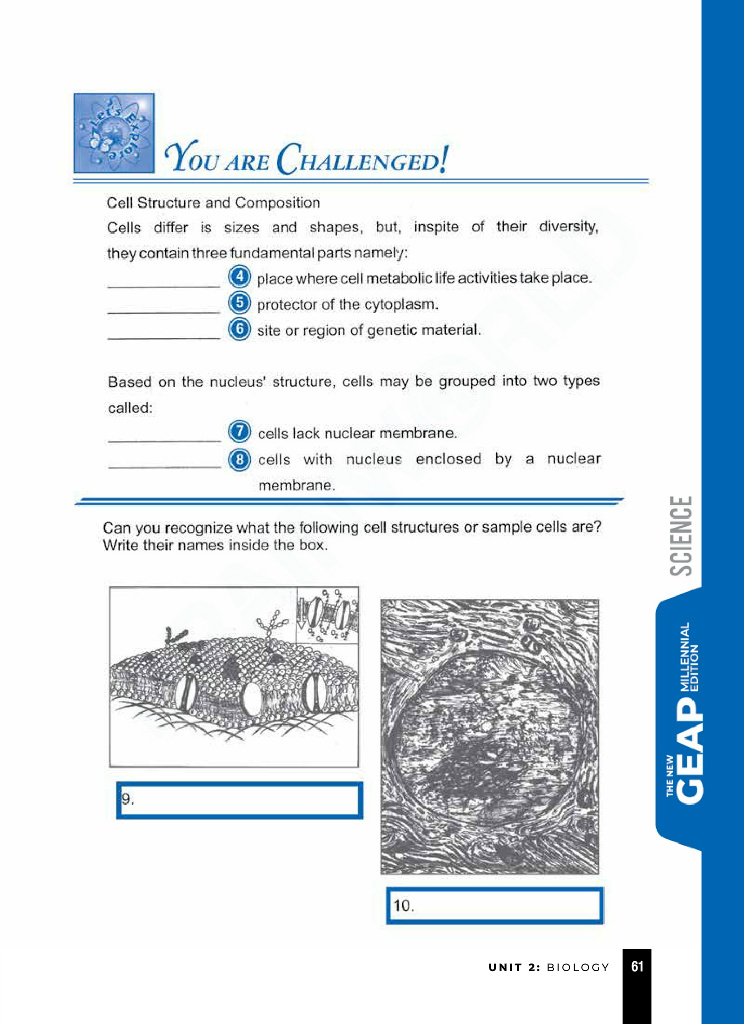 Let's Explore
YOU ARE CHALLENGED!
Cell Structure and Composition
Cells differ is sizes and shapes, but, inspite of their diversity,
they contain three fundamental parts namely:
____________ 4 place where cell metabolic life activities take place.
____________ 5 protector of the cytoplasm.
____________ 6 site or region of genetic material.
Based on the nucleus' structure, cells may be grouped into two types
called:
____________ 7 cells lack nuclear membrane.
____________ 8 cells with nucleus enclosed by a nuclear
membrane.
Can you recognize what the following cell structures or sample cells are?
Write their names inside the box.
9.
10.
SCIENCE
THE NEW
GEAP MILLENNIAL
EDITION
UNIT 2: BIOLOGY 61